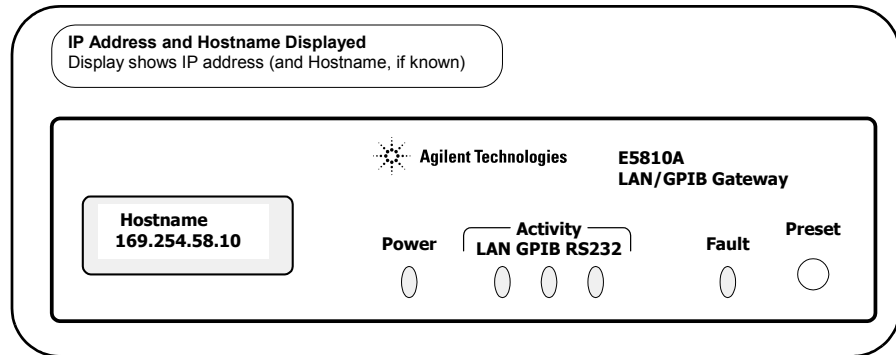 IP Address and Hostname Displayed
Display shows IP address (and Hostname, if known)
Agilent Technologies
E5810A
LAN/GPIB Gateway
Hostname
169.254.58.10
Power
Activity
LAN GPIB RS232
Fault
Preset